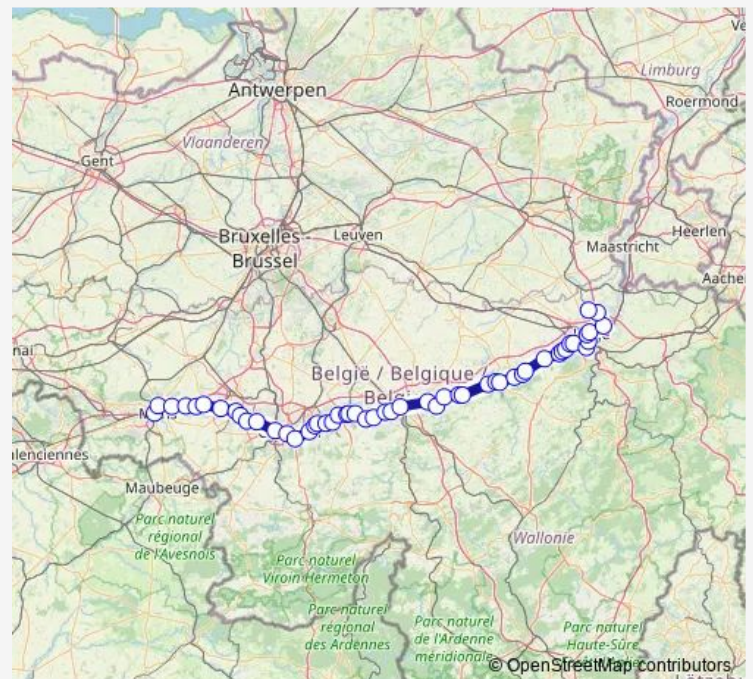 Ve
Limburg
Antwerpen
Roermond
Vlaanderen
Gent
Bruxelles -
Brussel
Leuven
Maastricht
Heerlen
Aache
nai
België / Belgique /
alenciennes
Maubeuge
Parc naturel
régional
de l'Avesnois
Wallonie
Parc naturel
Viroin Hermeton
Parc naturel
régional
des Ardennes
Parc naturel
de l'Ardenne
méridionale
Parc naturel
Haute-Sûre
© OpenStreetMap contributors